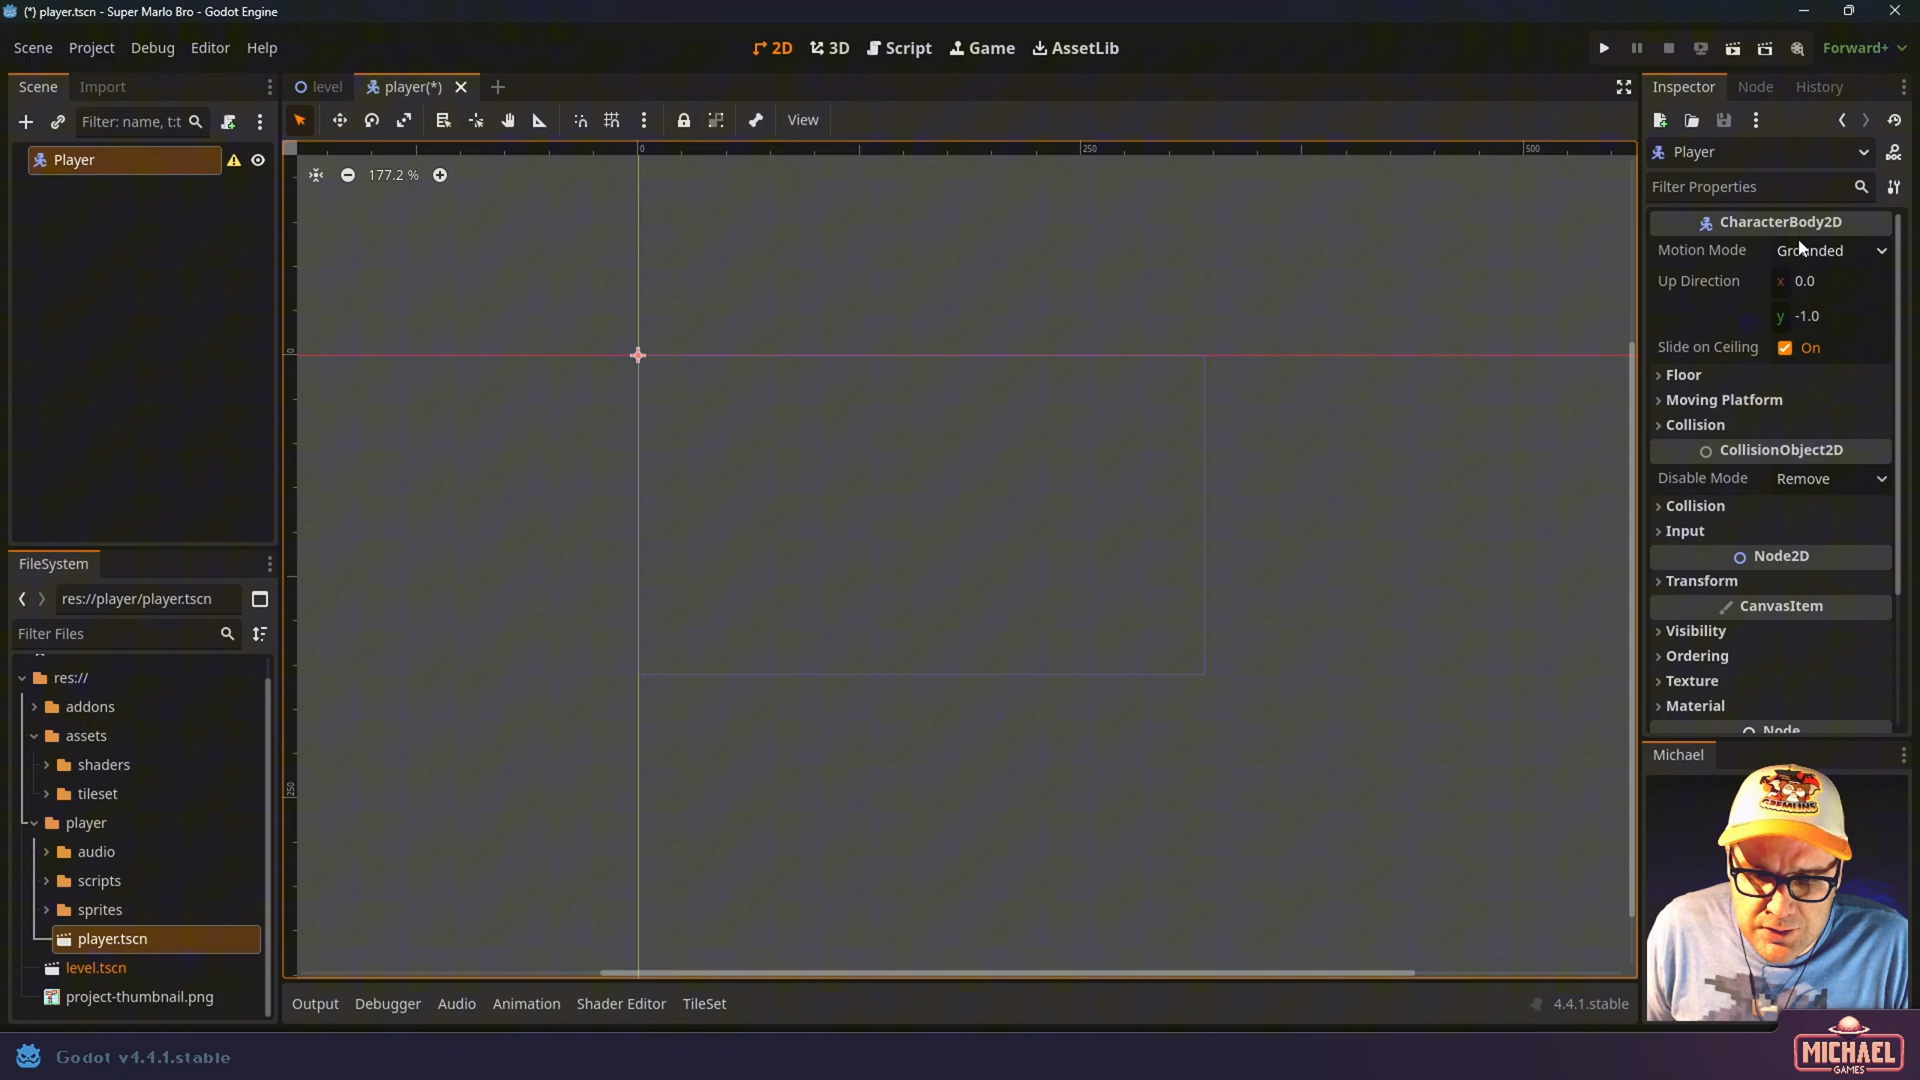 (*) player.tscn - Super Marlo Bro - Godot Engine
Scene Project Debug Editor Help
2D 3D Script Game AssetLib
Forward+
Scene Import
level player(*)
Inspector Node History
Filter: name, t:t
View
Player
177.2 %
0 250 500
0
250
Player
Filter Properties
CharacterBody2D
Motion Mode Grounded
Up Direction x 0.0
y -1.0
Slide on Ceiling On
Floor
Moving Platform
Collision
CollisionObject2D
Disable Mode Remove
Collision
Input
Node2D
Transform
CanvasItem
Visibility
Ordering
Texture
Material
Node
FileSystem
res://player/player.tscn
Filter Files
res://
addons
assets
shaders
tileset
player
audio
scripts
sprites
player.tscn
level.tscn
project-thumbnail.png
Output Debugger Audio Animation Shader Editor TileSet
4.4.1.stable
Michael
GREMLINS
Godot v4.4.1.stable
MICHAEL
GAMES